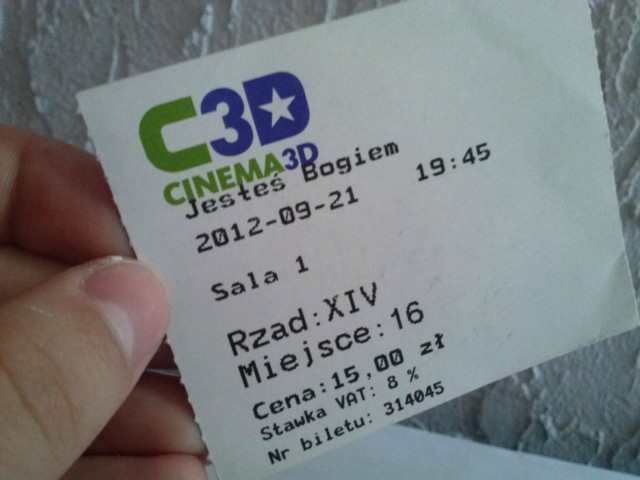 C3D
CINEMA3D
Jesteś Bogiem
2012-09-21 19:45
Sala 1
Rzad:XIV
Miejsce:16
Cena:15,00 zł
Stawka VAT: 8 %
Nr biletu: 314045